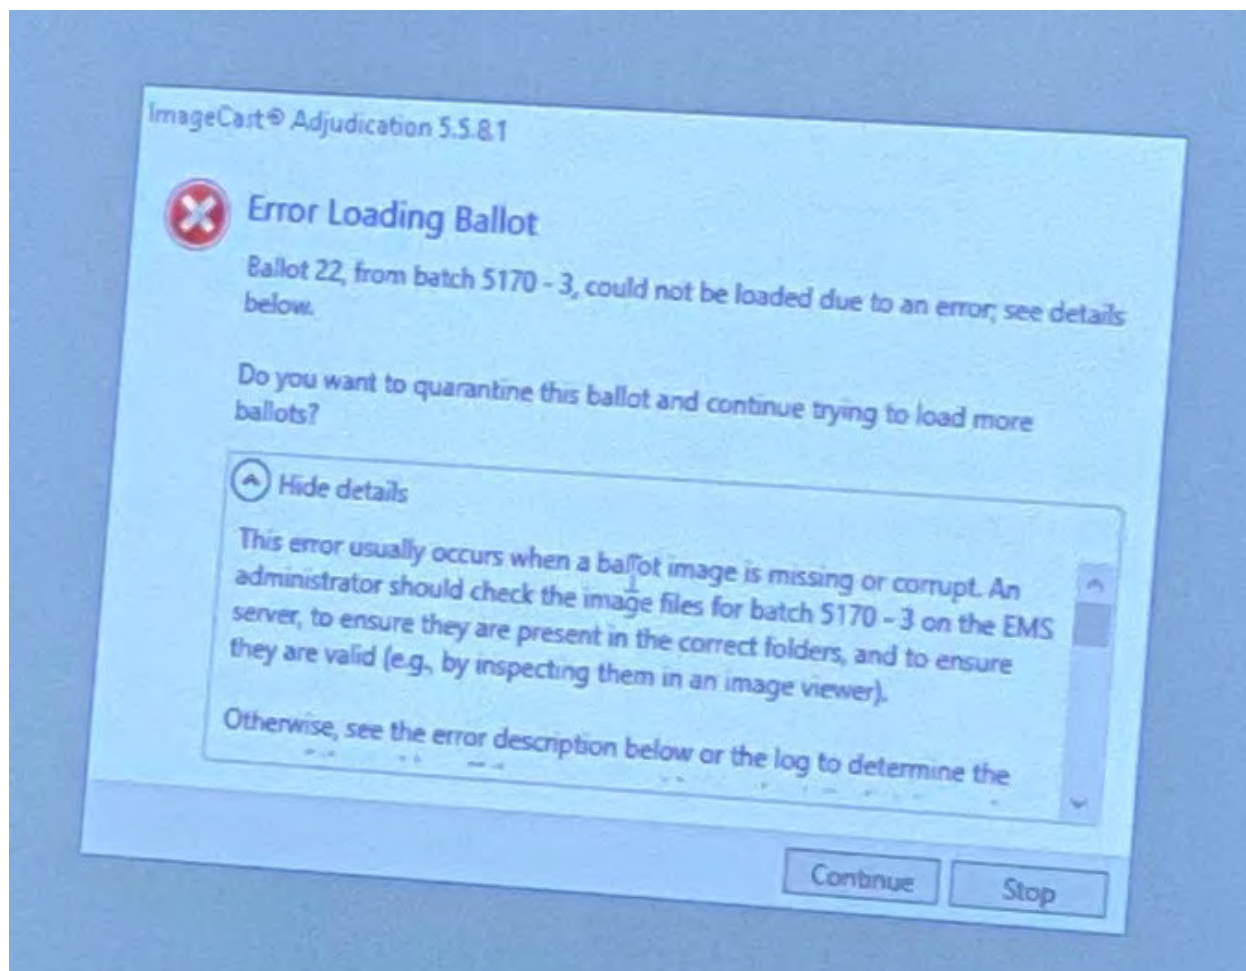 ImageCast® Adjudication 5.5.8.1
Error Loading Ballot
Ballot 22, from batch 5170 - 3, could not be loaded due to an error; see details
below.
Do you want to quarantine this ballot and continue trying to load more
ballots?
Hide details
This error usually occurs when a ballot image is missing or corrupt. An
administrator should check the image files for batch 5170 - 3 on the EMS
server, to ensure they are present in the correct folders, and to ensure
they are valid (e.g., by inspecting them in an image viewer).
Otherwise, see the error description below or the log to determine the
Continue
Stop